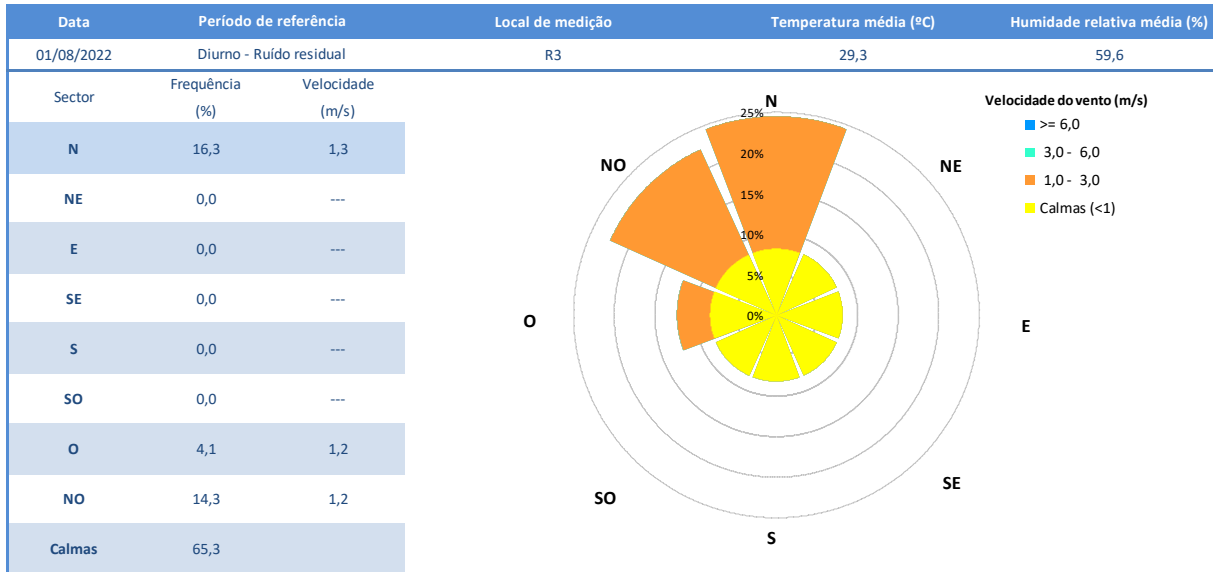 Data Período de referência Local de medição Temperatura média (ºC) Humidade relativa média (%)
01/08/2022 Diurno - Ruído residual R3 29,3 59,6
Sector Frequência (%) Velocidade (m/s)
N 16,3 1,3
NE 0,0 ---
E 0,0 ---
SE 0,0 ---
S 0,0 ---
SO 0,0 ---
O 4,1 1,2
NO 14,3 1,2
Calmas 65,3
N
NE
E
SE
S
SO
O
NO
25%
20%
15%
10%
5%
0%
Velocidade do vento (m/s)
>= 6,0
3,0 - 6,0
1,0 - 3,0
Calmas (<1)